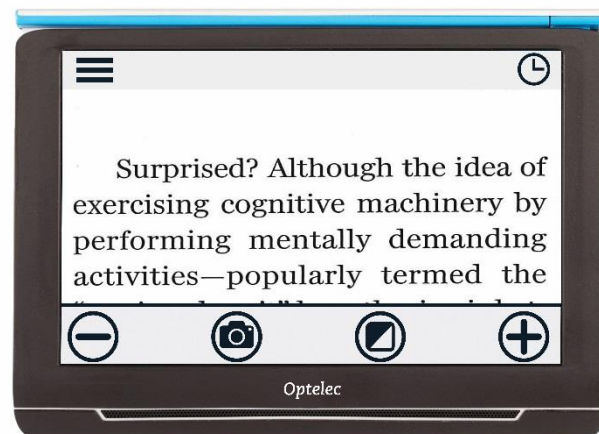 Surprised? Although the idea of
exercising cognitive machinery by
performing mentally demanding
activities—popularly termed the
Optelec